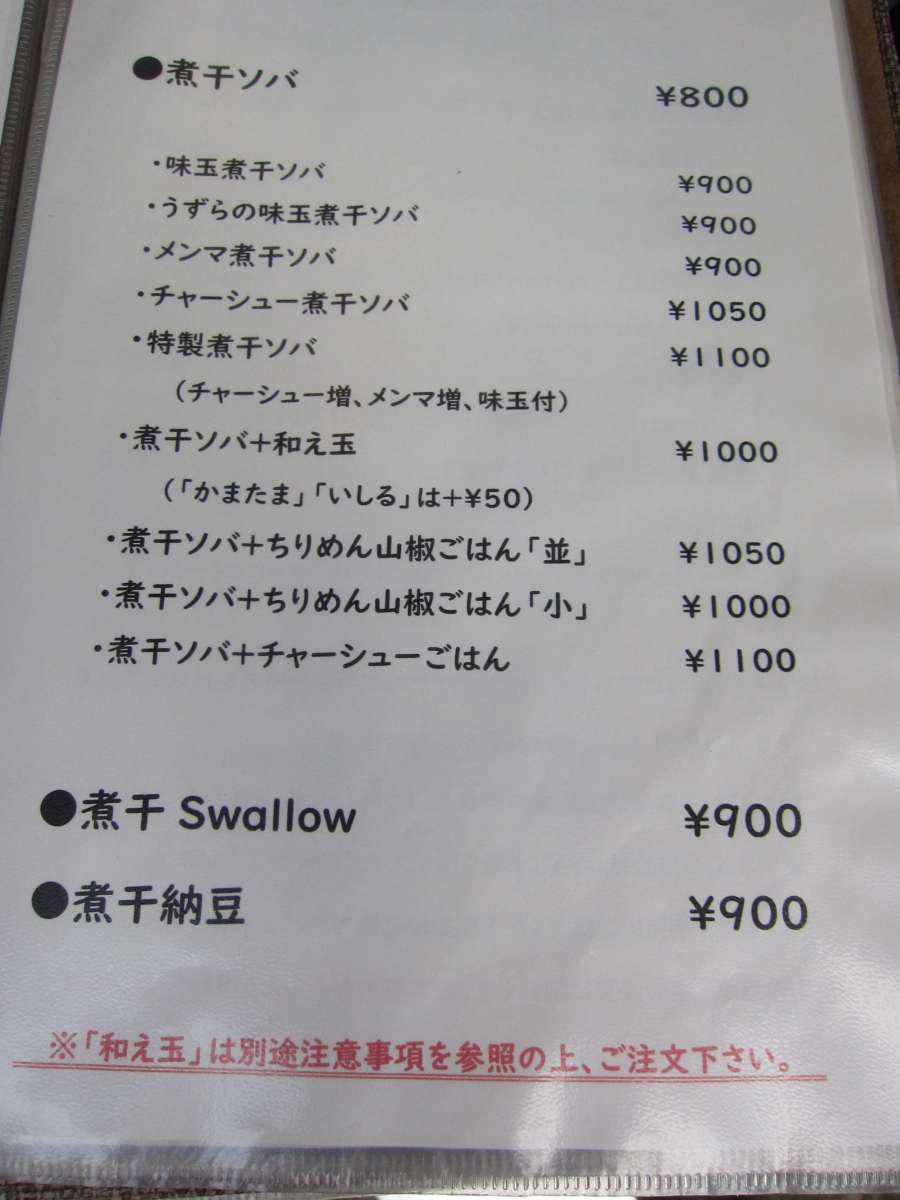 ●煮干ソバ ¥800
・味玉煮干ソバ ¥900
・うずらの味玉煮干ソバ ¥900
・メンマ煮干ソバ ¥900
・チャーシュー煮干ソバ ¥1050
・特製煮干ソバ ¥1100
（チャーシュー増、メンマ増、味玉付）
・煮干ソバ＋和え玉 ¥1000
（「かまたま」「いしる」は＋¥50）
・煮干ソバ＋ちりめん山椒ごはん「並」 ¥1050
・煮干ソバ＋ちりめん山椒ごはん「小」 ¥1000
・煮干ソバ＋チャーシューごはん ¥1100
●煮干 Swallow ¥900
●煮干納豆 ¥900
※「和え玉」は別途注意事項を参照の上、ご注文下さい。